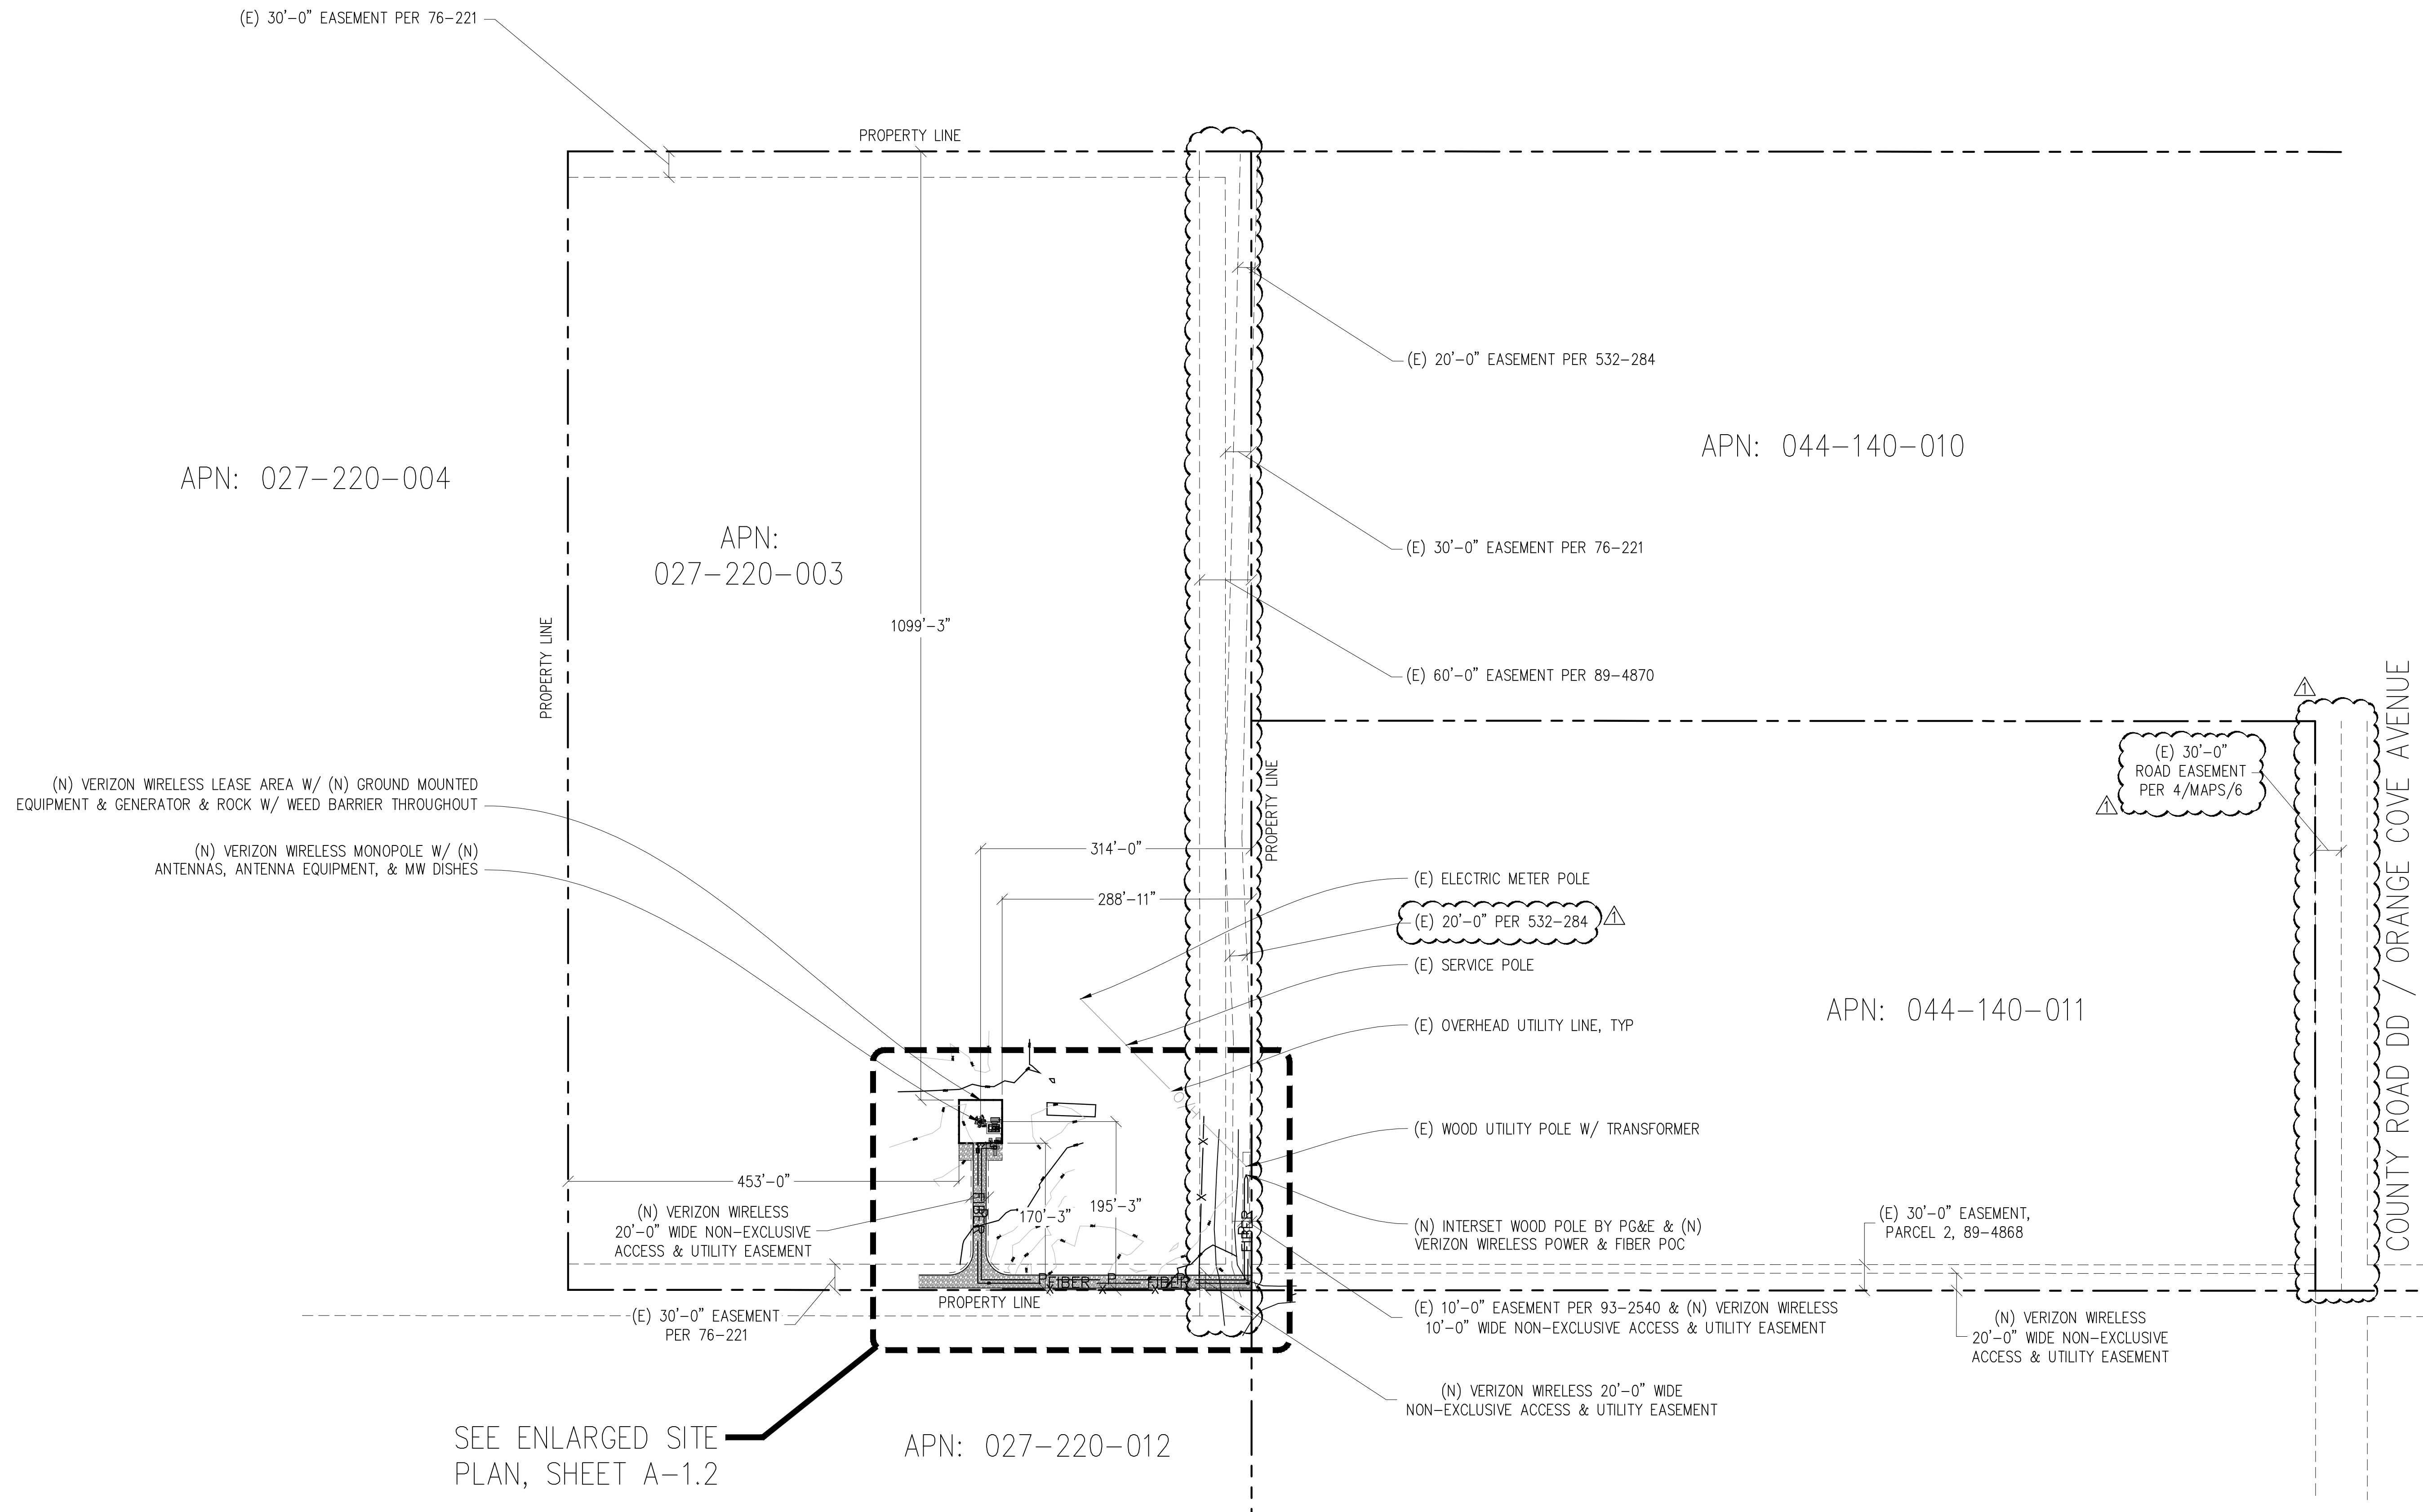 (E) 30'-0" EASEMENT PER 76-221
PROPERTY LINE
(E) 20'-0" EASEMENT PER 532-284
APN: 044-140-010
APN: 027-220-004
APN:
027-220-003
(E) 30'-0" EASEMENT PER 76-221
1099'-3"
PROPERTY LINE
(E) 60'-0" EASEMENT PER 89-4870
1
(E) 30'-0"
ROAD EASEMENT
PER 4/MAPS/6
1
COUNTY ROAD DD / ORANGE COVE AVENUE
PROPERTY LINE
(N) VERIZON WIRELESS LEASE AREA W/ (N) GROUND MOUNTED
EQUIPMENT & GENERATOR & ROCK W/ WEED BARRIER THROUGHOUT
(N) VERIZON WIRELESS MONOPOLE W/ (N)
ANTENNAS, ANTENNA EQUIPMENT, & MW DISHES
314'-0"
288'-11"
(E) ELECTRIC METER POLE
(E) 20'-0" PER 532-284
1
(E) SERVICE POLE
APN: 044-140-011
(E) OVERHEAD UTILITY LINE, TYP
(E) WOOD UTILITY POLE W/ TRANSFORMER
453'-0"
170'-3"
195'-3"
(N) VERIZON WIRELESS
20'-0" WIDE NON-EXCLUSIVE
ACCESS & UTILITY EASEMENT
FIBER
FIBER
(N) INTERSET WOOD POLE BY PG&E & (N)
VERIZON WIRELESS POWER & FIBER POC
(E) 30'-0" EASEMENT,
PARCEL 2, 89-4868
P
FIBER
P
FIBER
X
X
X
X
X
PROPERTY LINE
(E) 30'-0" EASEMENT
PER 76-221
(E) 10'-0" EASEMENT PER 93-2540 & (N) VERIZON WIRELESS
10'-0" WIDE NON-EXCLUSIVE ACCESS & UTILITY EASEMENT
(N) VERIZON WIRELESS
20'-0" WIDE NON-EXCLUSIVE
ACCESS & UTILITY EASEMENT
(N) VERIZON WIRELESS 20'-0" WIDE
NON-EXCLUSIVE ACCESS & UTILITY EASEMENT
SEE ENLARGED SITE
PLAN, SHEET A-1.2
APN: 027-220-012